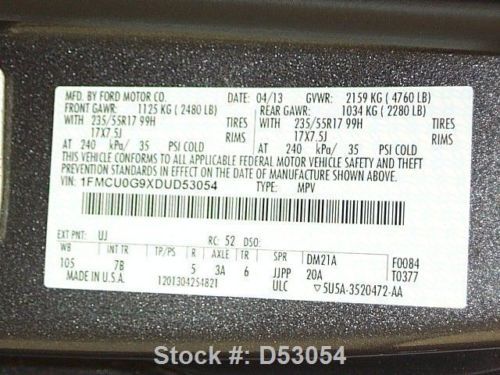 MFD. BY FORD MOTOR CO. DATE: 04/13 GVWR: 2159 KG ( 4760 LB)
FRONT GAWR: 1125 KG ( 2480 LB) REAR GAWR: 1034 KG ( 2280 LB)
WITH 235/55R17 99H TIRES WITH 235/55R17 99H TIRES
17X7.5J RIMS 17X7.5J RIMS
AT 240 kPa/ 35 PSI COLD AT 240 kPa/ 35 PSI COLD
THIS VEHICLE CONFORMS TO ALL APPLICABLE FEDERAL MOTOR VEHICLE SAFETY AND THEFT
PREVENTION STANDARDS IN EFFECT ON THE DATE OF MANUFACTURE SHOWN ABOVE.
VIN: 1FMCU0G9XDUD53054 TYPE: MPV
EXT PNT: UJ RC: 52 DSO:
WB INT TR TP/PS R AXLE TR SPR DM21A F0084
105 7B 5 3A 6 JJPP 20A T0377
MADE IN U.S.A. 1201304254821 ULC ▽5U5A-3520472-AA
Stock #: D53054